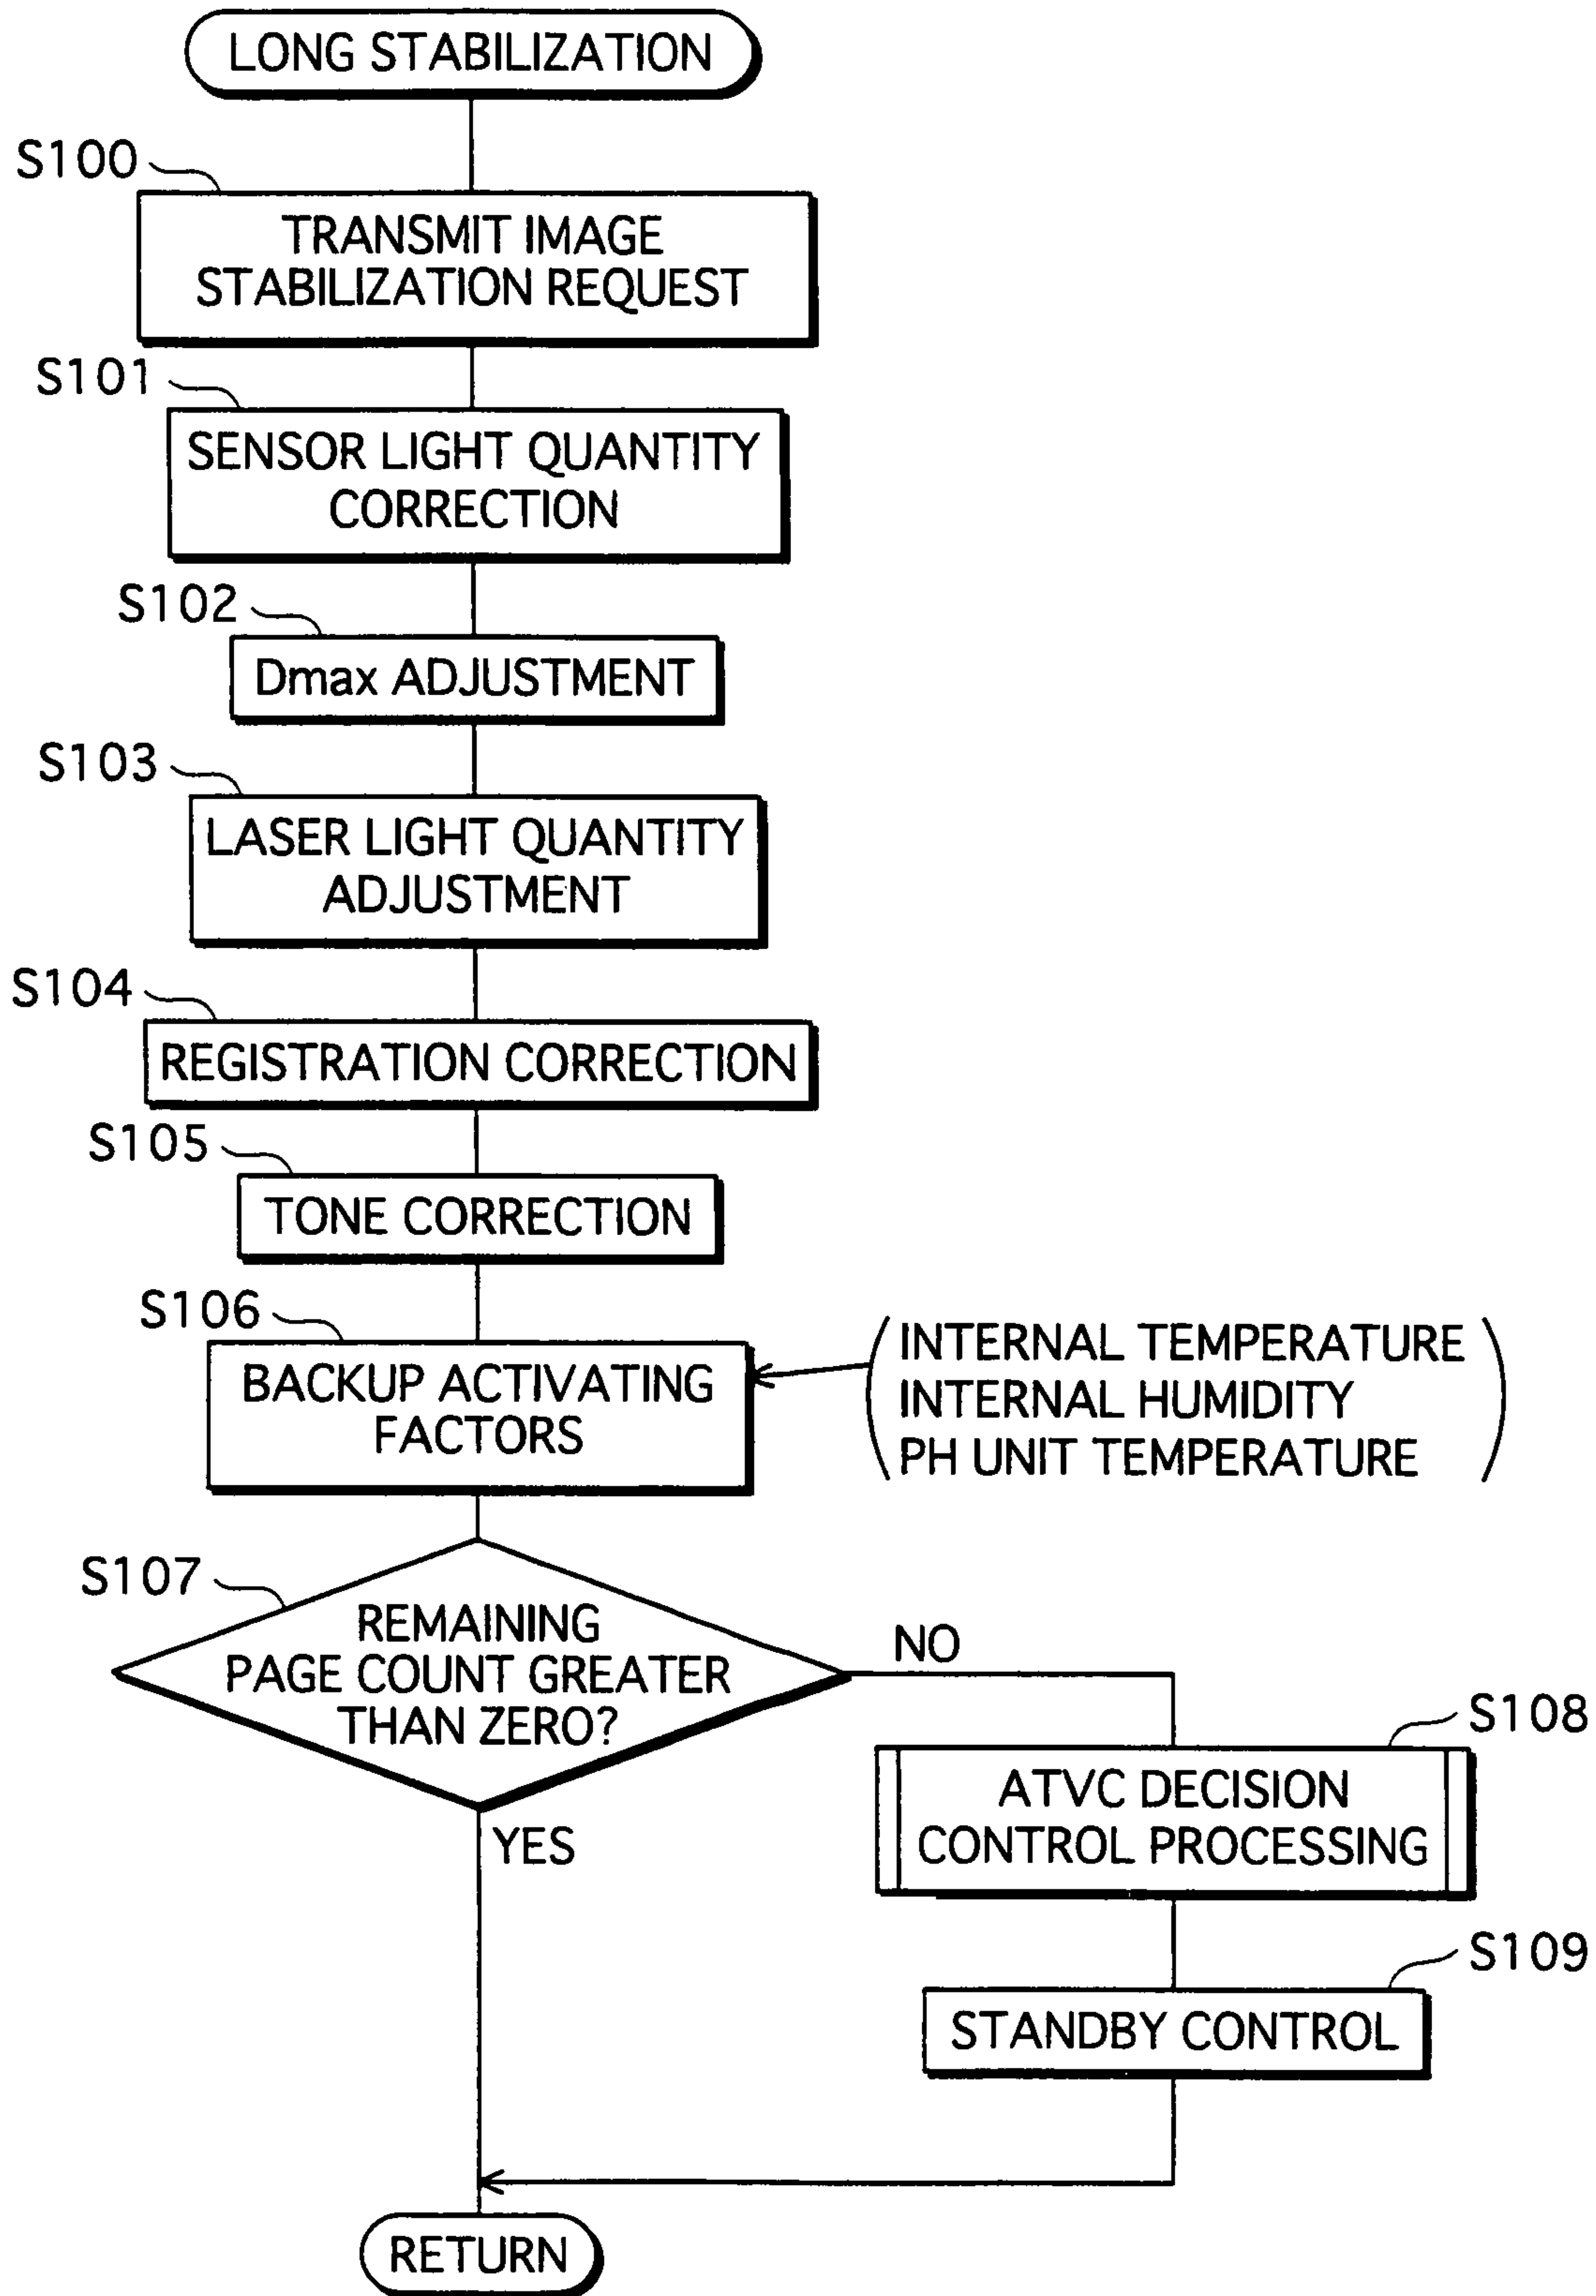 LONG STABILIZATION
S100
TRANSMIT IMAGE
STABILIZATION REQUEST
S101
SENSOR LIGHT QUANTITY
CORRECTION
S102
Dmax ADJUSTMENT
S103
LASER LIGHT QUANTITY
ADJUSTMENT
S104
REGISTRATION CORRECTION
S105
TONE CORRECTION
S106
BACKUP ACTIVATING
FACTORS
INTERNAL TEMPERATURE
INTERNAL HUMIDITY
PH UNIT TEMPERATURE
S107
REMAINING
PAGE COUNT GREATER
THAN ZERO?
NO
YES
S108
ATVC DECISION
CONTROL PROCESSING
S109
STANDBY CONTROL
RETURN